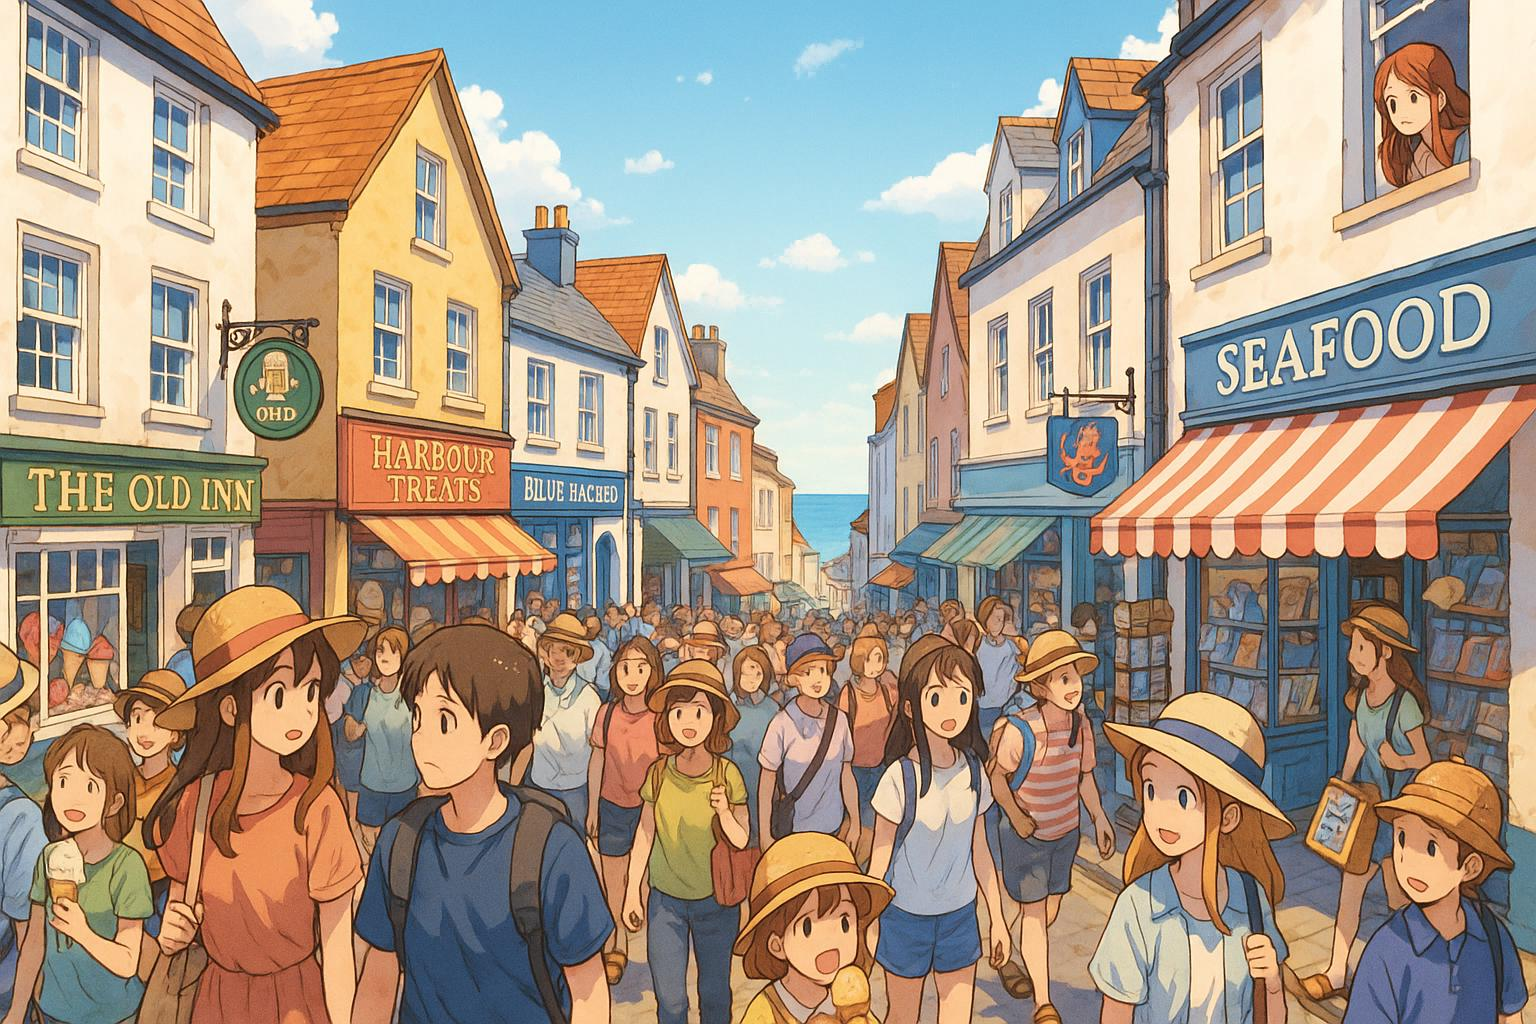 THE OLD INN
OHD
HARBOUR
TREATS
BLUE HACHED
SEAFOOD